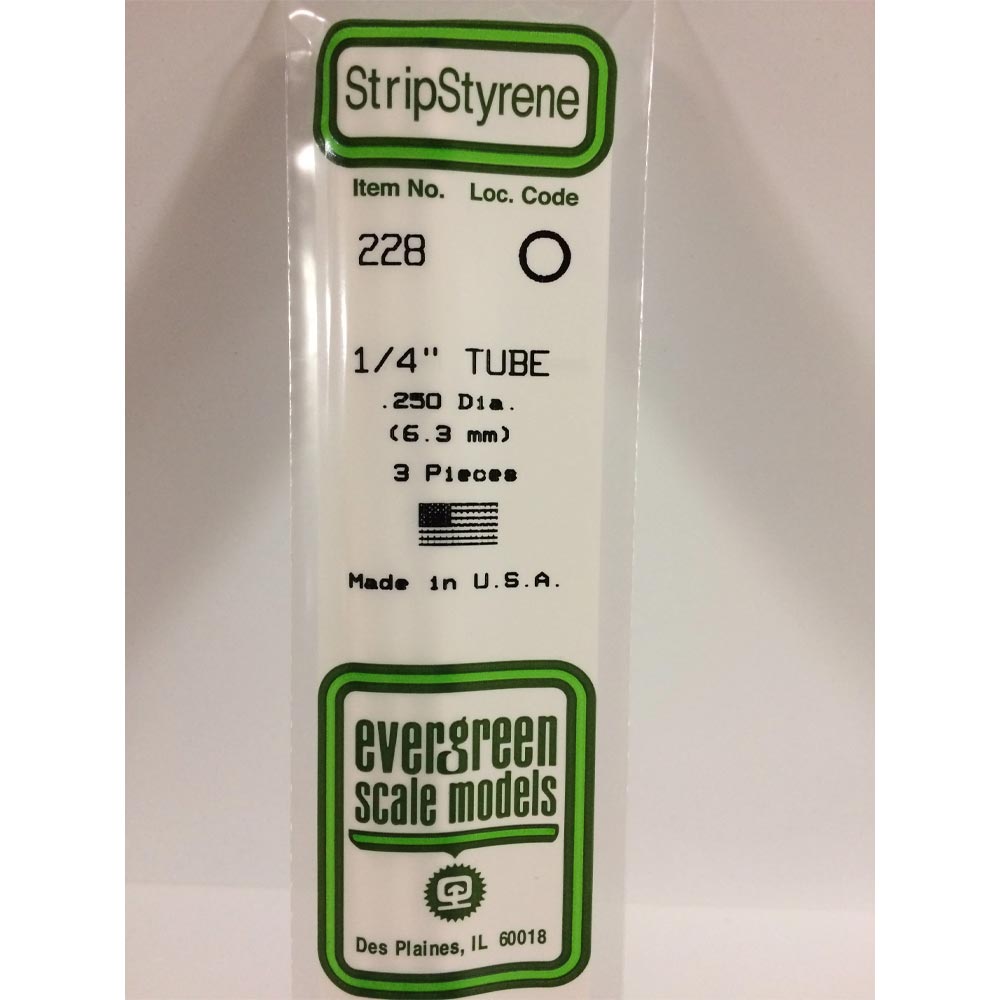 StripStyrene
Item No. Loc. Code
228
1/4" TUBE
.250 Dia.
(6.3 mm)
3 Pieces
Made in U.S.A.
evergreen
scale models
Des Plaines, IL 60018